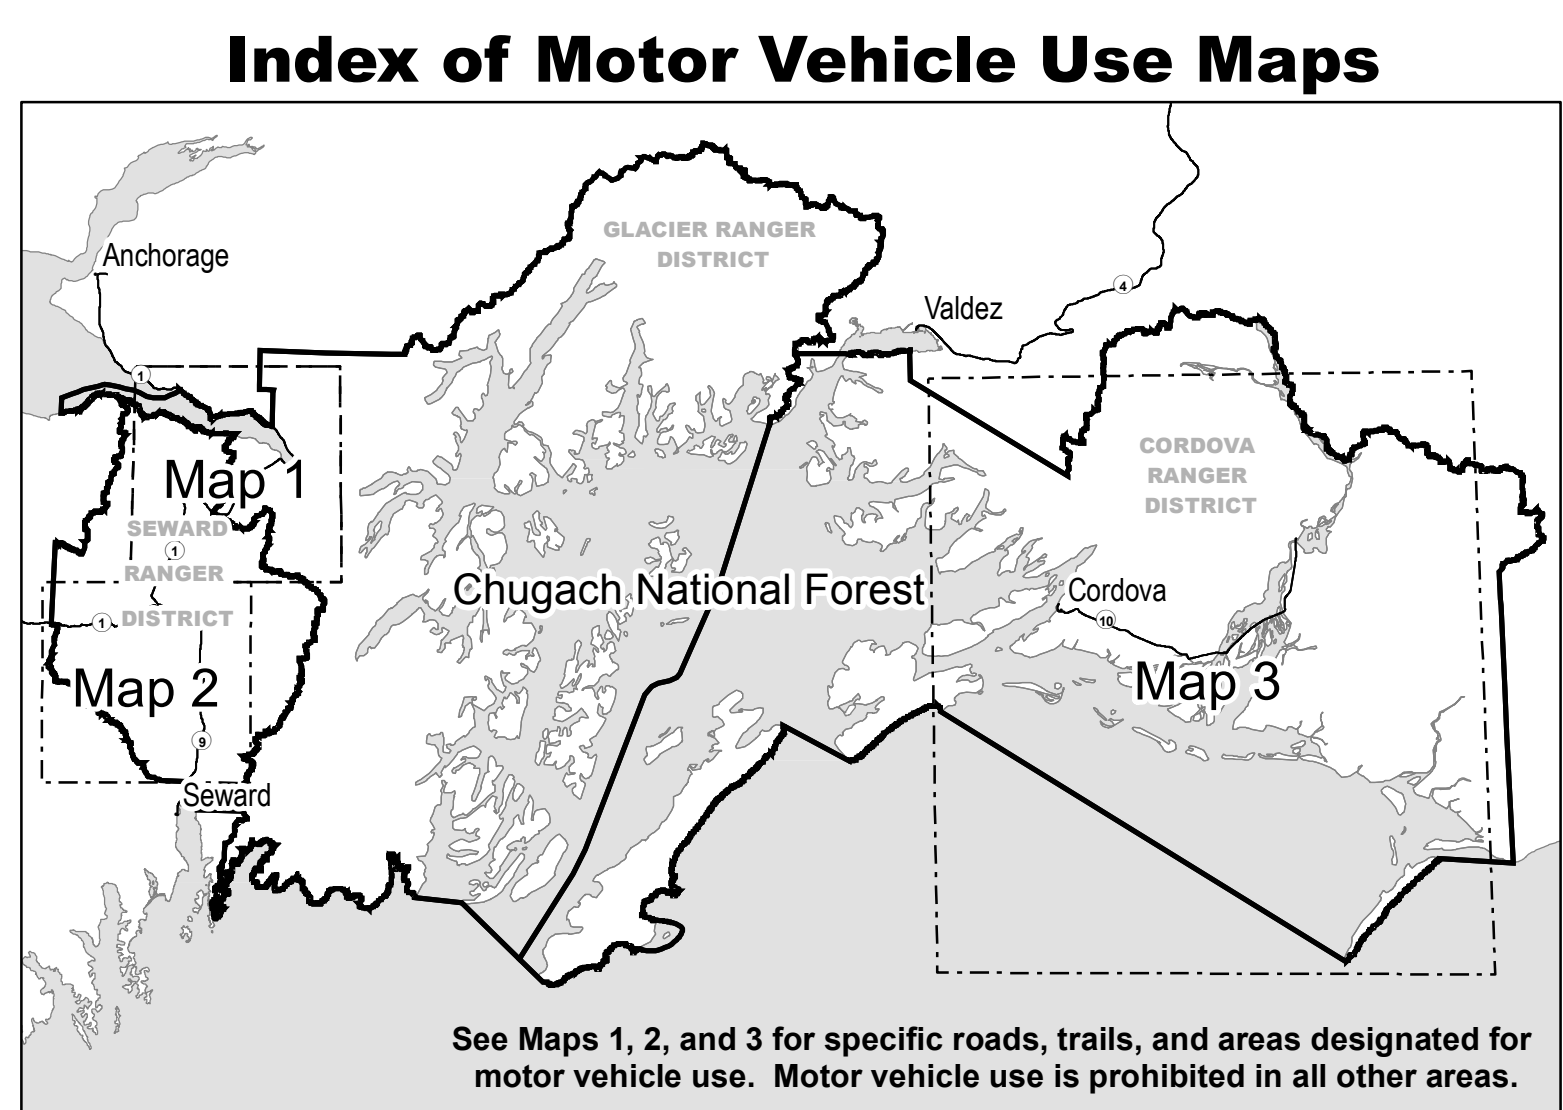 Index of Motor Vehicle Use Maps
GLACIER RANGER
DISTRICT
Anchorage
4
Valdez
1
CORDOVA
RANGER
DISTRICT
Map 1
SEWARD
1
RANGER
DISTRICT
1
Chugach National Forest
Cordova
10
Map 2
Map 3
9
Seward
See Maps 1, 2, and 3 for specific roads, trails, and areas designated for
motor vehicle use. Motor vehicle use is prohibited in all other areas.